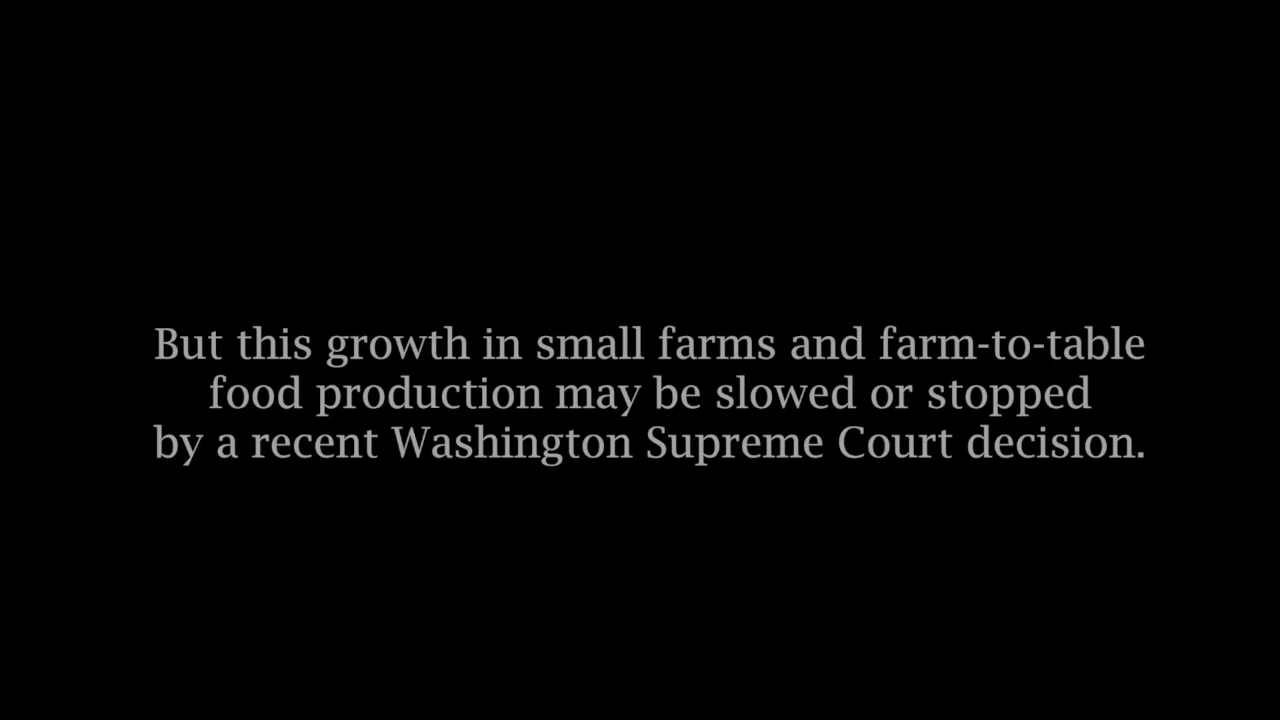 But this growth in small farms and farm-to-table
food production may be slowed or stopped
by a recent Washington Supreme Court decision.